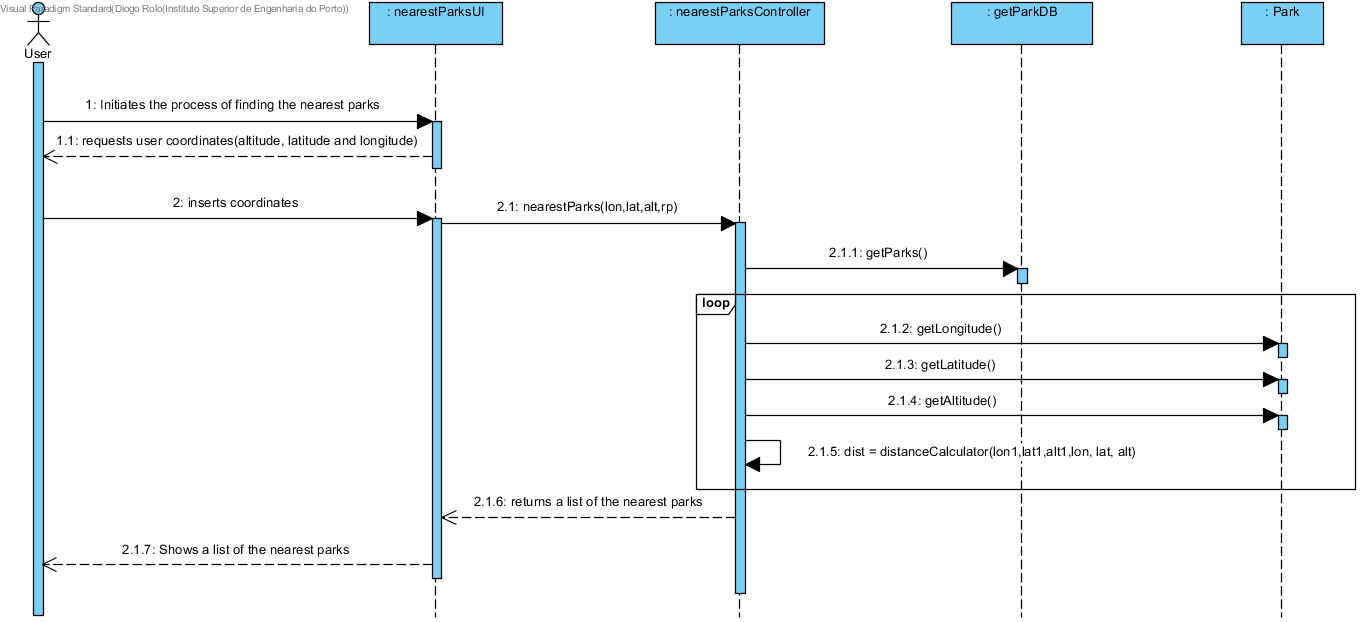 Visual Paradigm Standard(Diogo Rolo(Instituto Superior de Engenharia do Porto))
User
: nearestParksUI
: nearestParksController
: getParkDB
: Park
1: Initiates the process of finding the nearest parks
1.1: requests user coordinates(altitude, latitude and longitude)
2: inserts coordinates
2.1: nearestParks(lon,lat,alt,rp)
2.1.1: getParks()
loop
2.1.2: getLongitude()
2.1.3: getLatitude()
2.1.4: getAltitude()
2.1.5: dist = distanceCalculator(lon1,lat1,alt1,lon, lat, alt)
2.1.6: returns a list of the nearest parks
2.1.7: Shows a list of the nearest parks